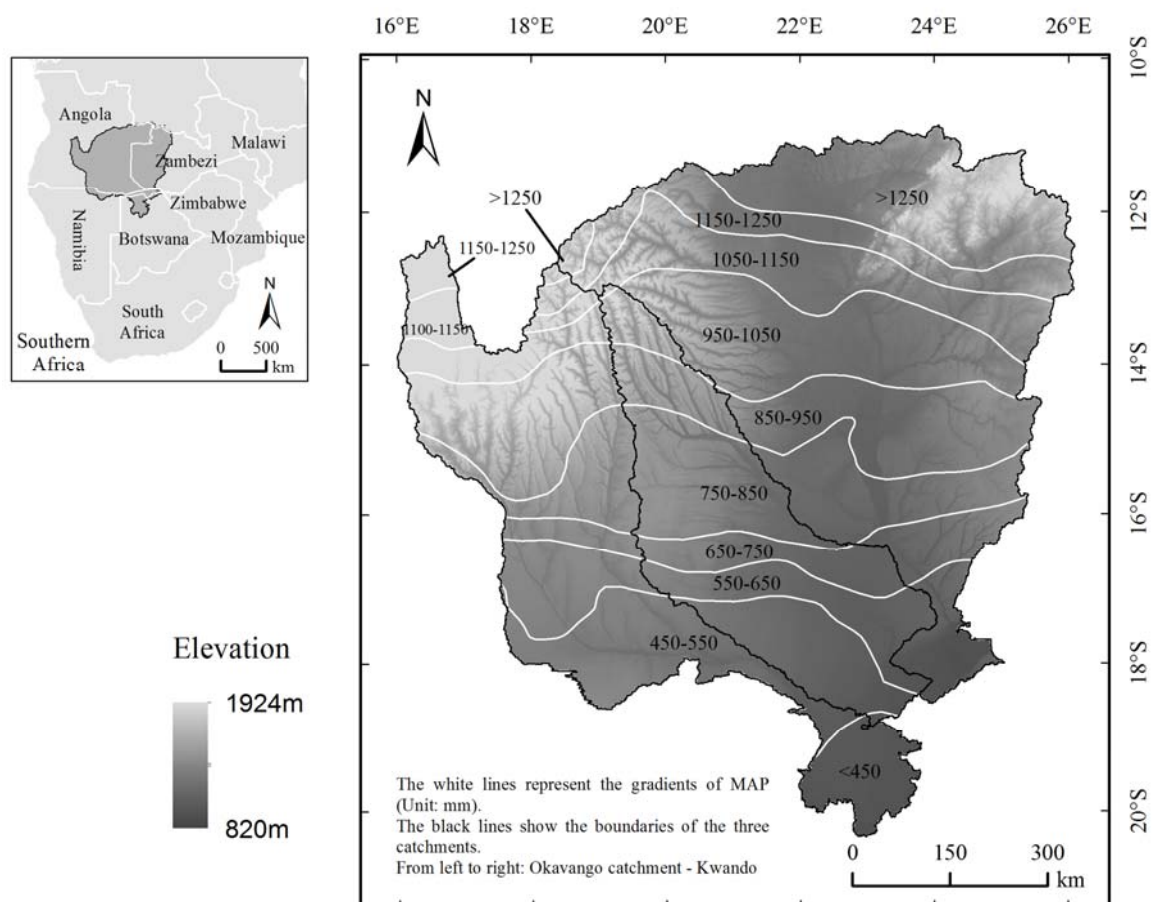 18°E 20°E 22°E 24°E 26°E
16°E
10°S
12°S
14°S
16°S
18°S
20°S
N
Angola
Malawi
Zambezi
Zimbabwe
Namibia
Botswana
Mozambique
N
South
Africa
Southern
Africa
0 500
km
>1250
1150-1250
1100-1150
>1250
1150-1250
1050-1150
950-1050
850-950
750-850
650-750
550-650
450-550
<450
Elevation
1924m
820m
The white lines represent the gradients of MAP
(Unit: mm).
The black lines show the boundaries of the three
catchments.
From left to right: Okavango catchment - Kwando
0 150 300
km